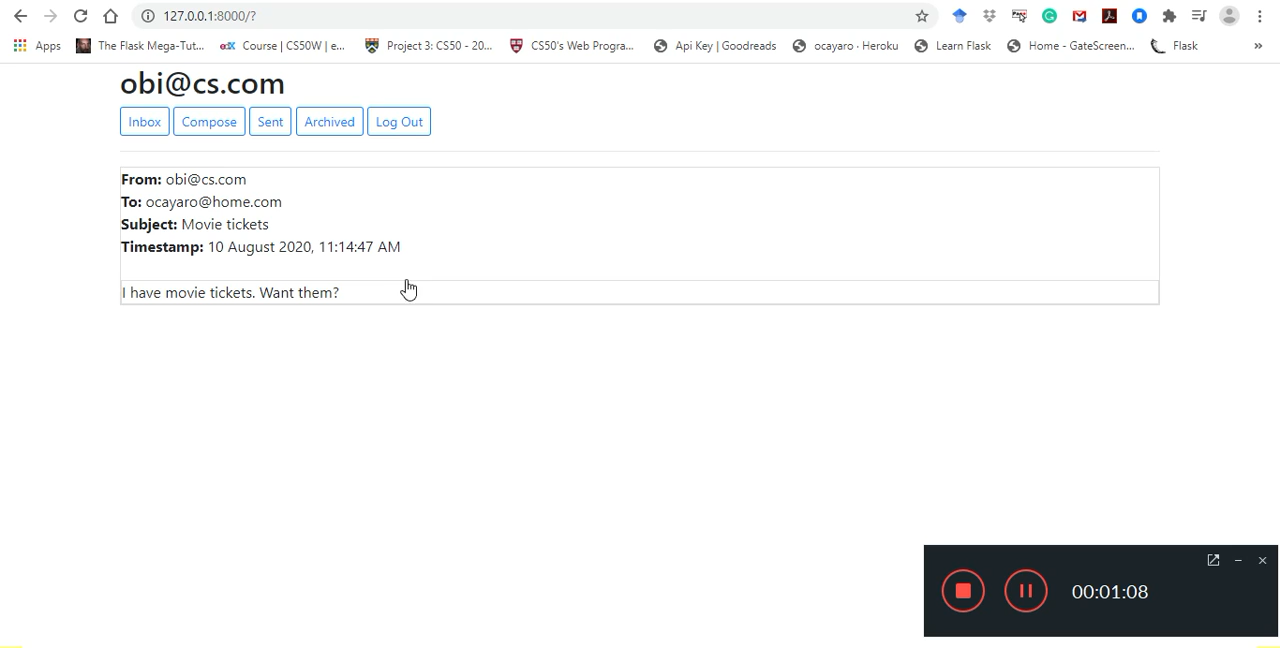 127.0.0.1:8000/?
Apps The Flask Mega-Tut... edX Course | CS50W | e... Project 3: CS50 - 20... CS50's Web Progra... Api Key | Goodreads ocayaro · Heroku Learn Flask Home - GateScreen... Flask »
obi@cs.com
Inbox Compose Sent Archived Log Out
From: obi@cs.com
To: ocayaro@home.com
Subject: Movie tickets
Timestamp: 10 August 2020, 11:14:47 AM
I have movie tickets. Want them?
00:01:08